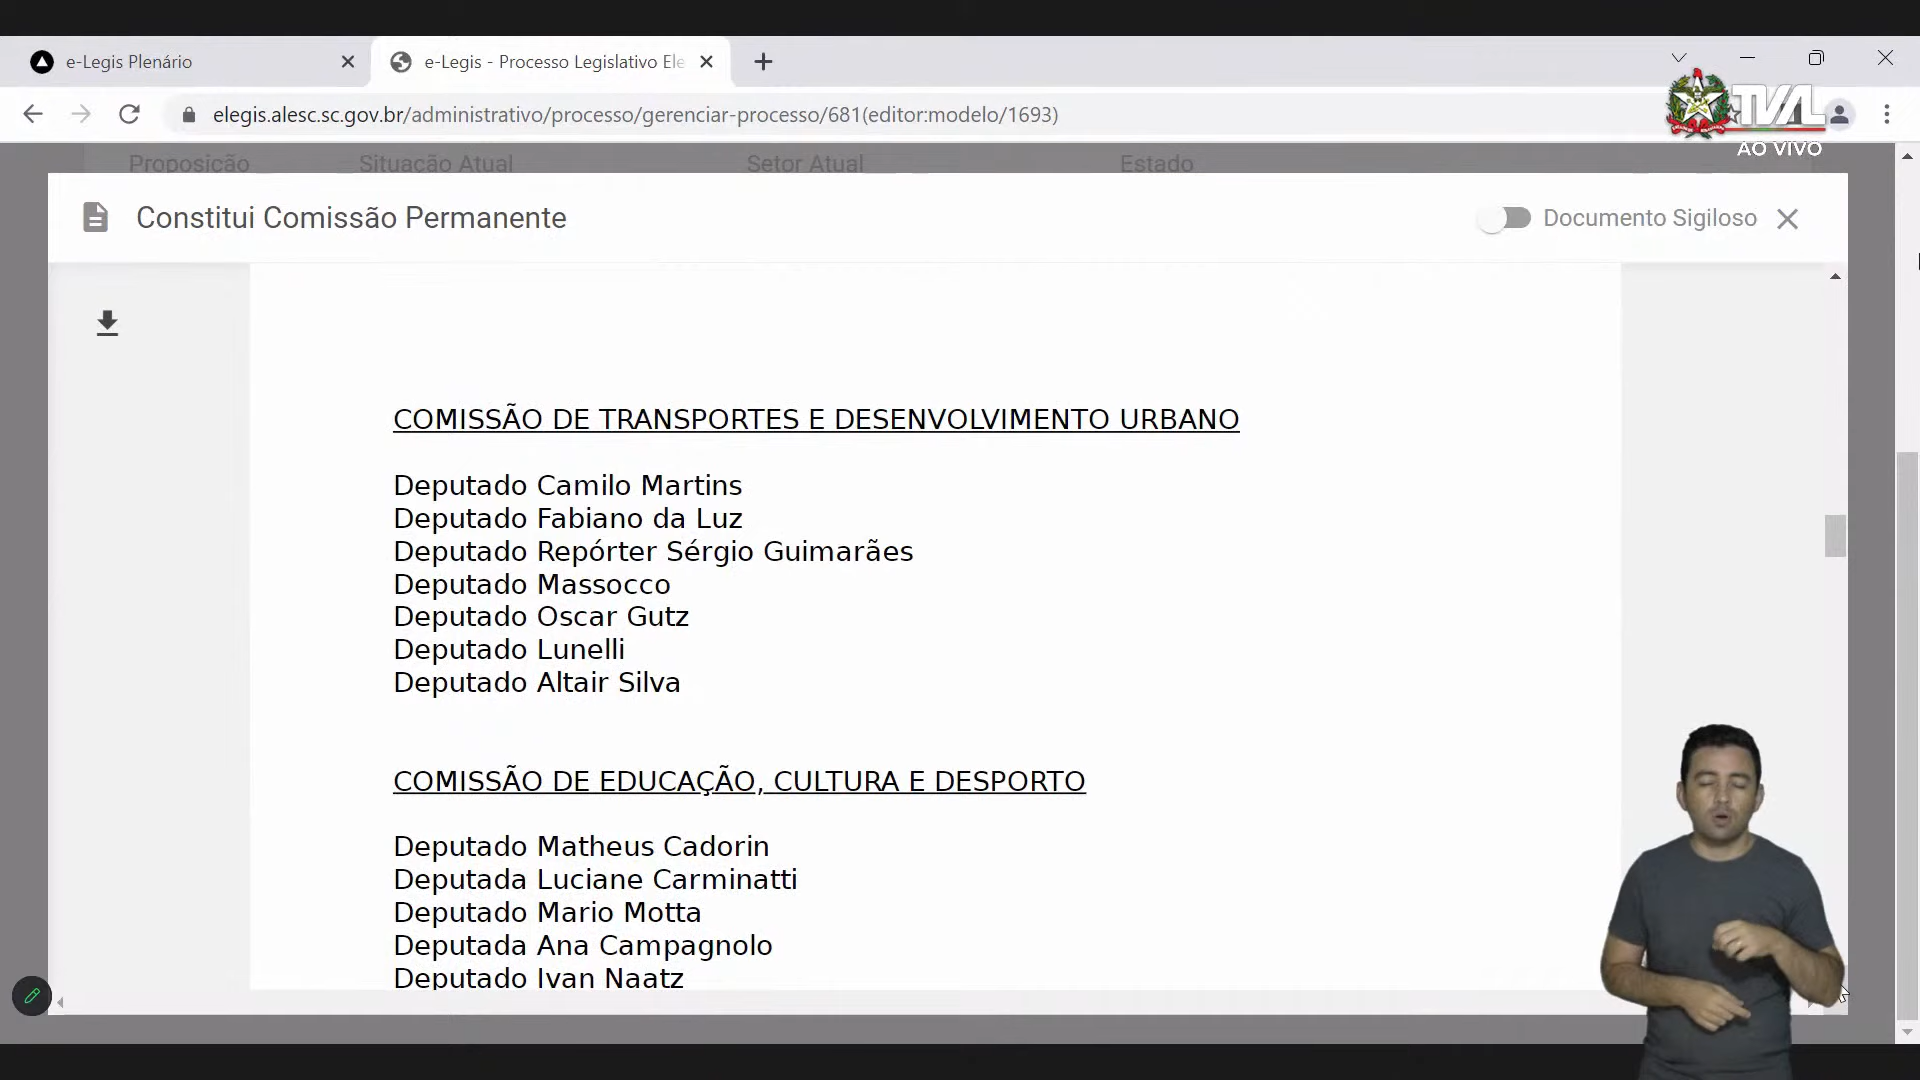 e-Legis Plenário
e-Legis - Processo Legislativo Ele
elegis.alesc.sc.gov.br/administrativo/processo/gerenciar-processo/681(editor:modelo/1693)
TVAL
AO VIVO
Proposição Situação Atual Setor Atual Estado
Constitui Comissão Permanente
Documento Sigiloso
COMISSÃO DE TRANSPORTES E DESENVOLVIMENTO URBANO
Deputado Camilo Martins
Deputado Fabiano da Luz
Deputado Repórter Sérgio Guimarães
Deputado Massocco
Deputado Oscar Gutz
Deputado Lunelli
Deputado Altair Silva
COMISSÃO DE EDUCAÇÃO, CULTURA E DESPORTO
Deputado Matheus Cadorin
Deputada Luciane Carminatti
Deputado Mario Motta
Deputada Ana Campagnolo
Deputado Ivan Naatz